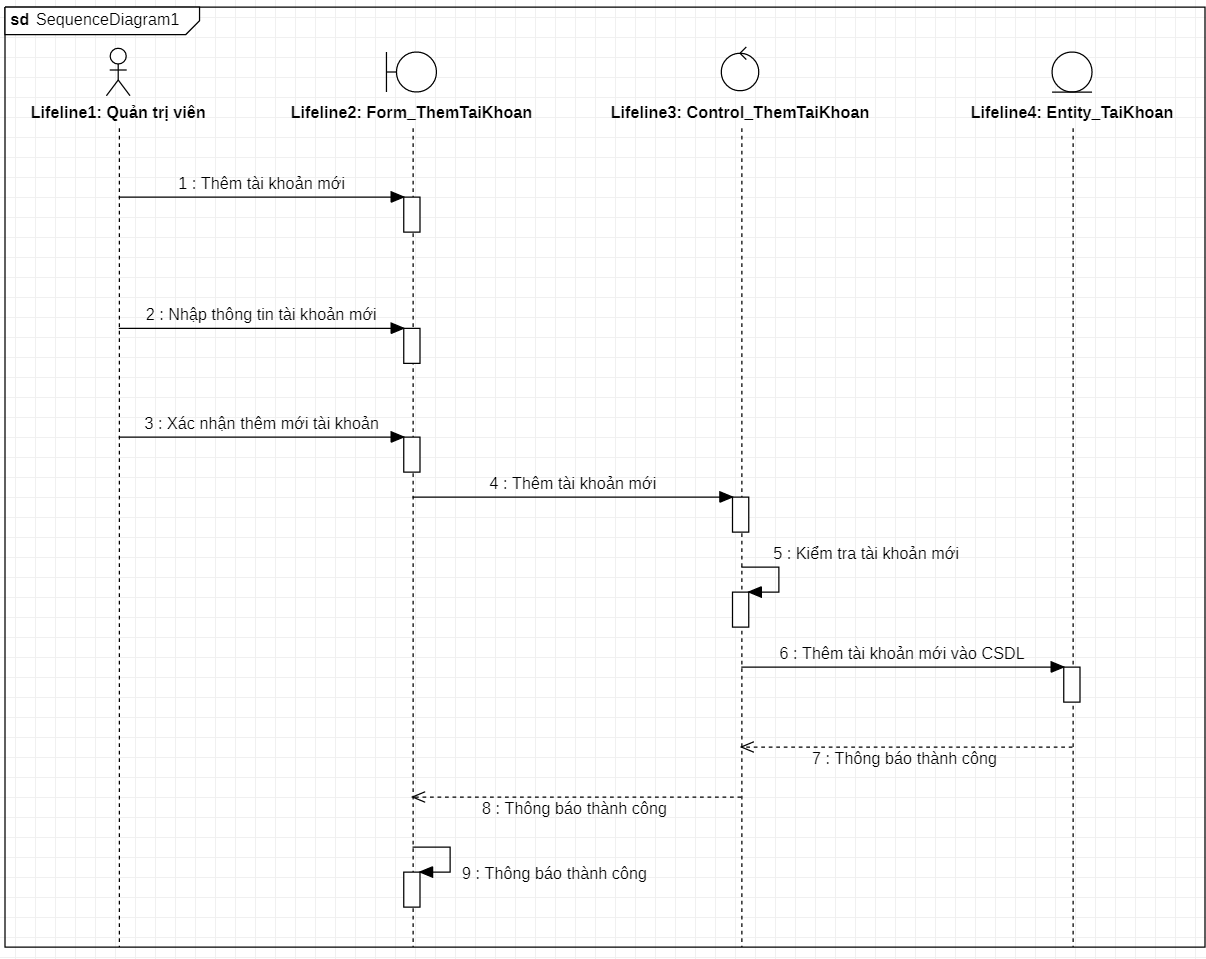 sd SequenceDiagram1
Lifeline1: Quản trị viên
Lifeline2: Form_ThemTaiKhoan
Lifeline3: Control_ThemTaiKhoan
Lifeline4: Entity_TaiKhoan
1 : Thêm tài khoản mới
2 : Nhập thông tin tài khoản mới
3 : Xác nhận thêm mới tài khoản
4 : Thêm tài khoản mới
5 : Kiểm tra tài khoản mới
6 : Thêm tài khoản mới vào CSDL
7 : Thông báo thành công
8 : Thông báo thành công
9 : Thông báo thành công